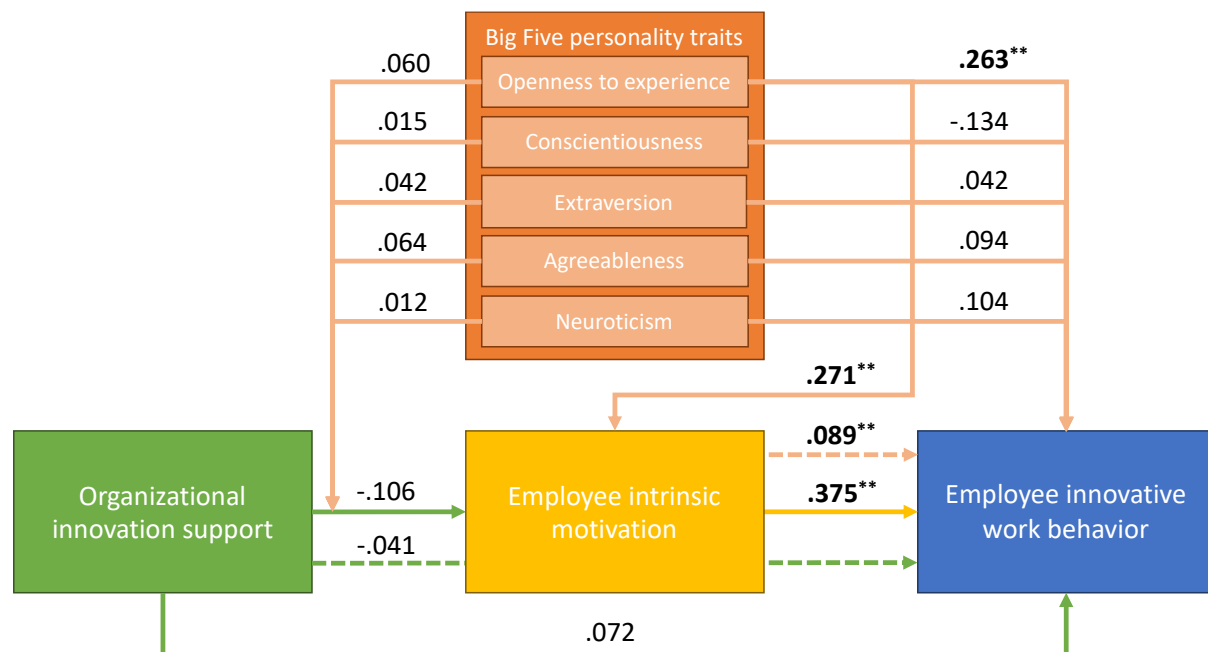 Big Five personality traits
.060
Openness to experience
.263**
.015
Conscientiousness
-.134
.042
Extraversion
.042
.064
Agreeableness
.094
.012
Neuroticism
.104
.271**
.089**
Organizational
innovation support
-.106
Employee intrinsic
motivation
.375**
Employee innovative
work behavior
-.041
.072